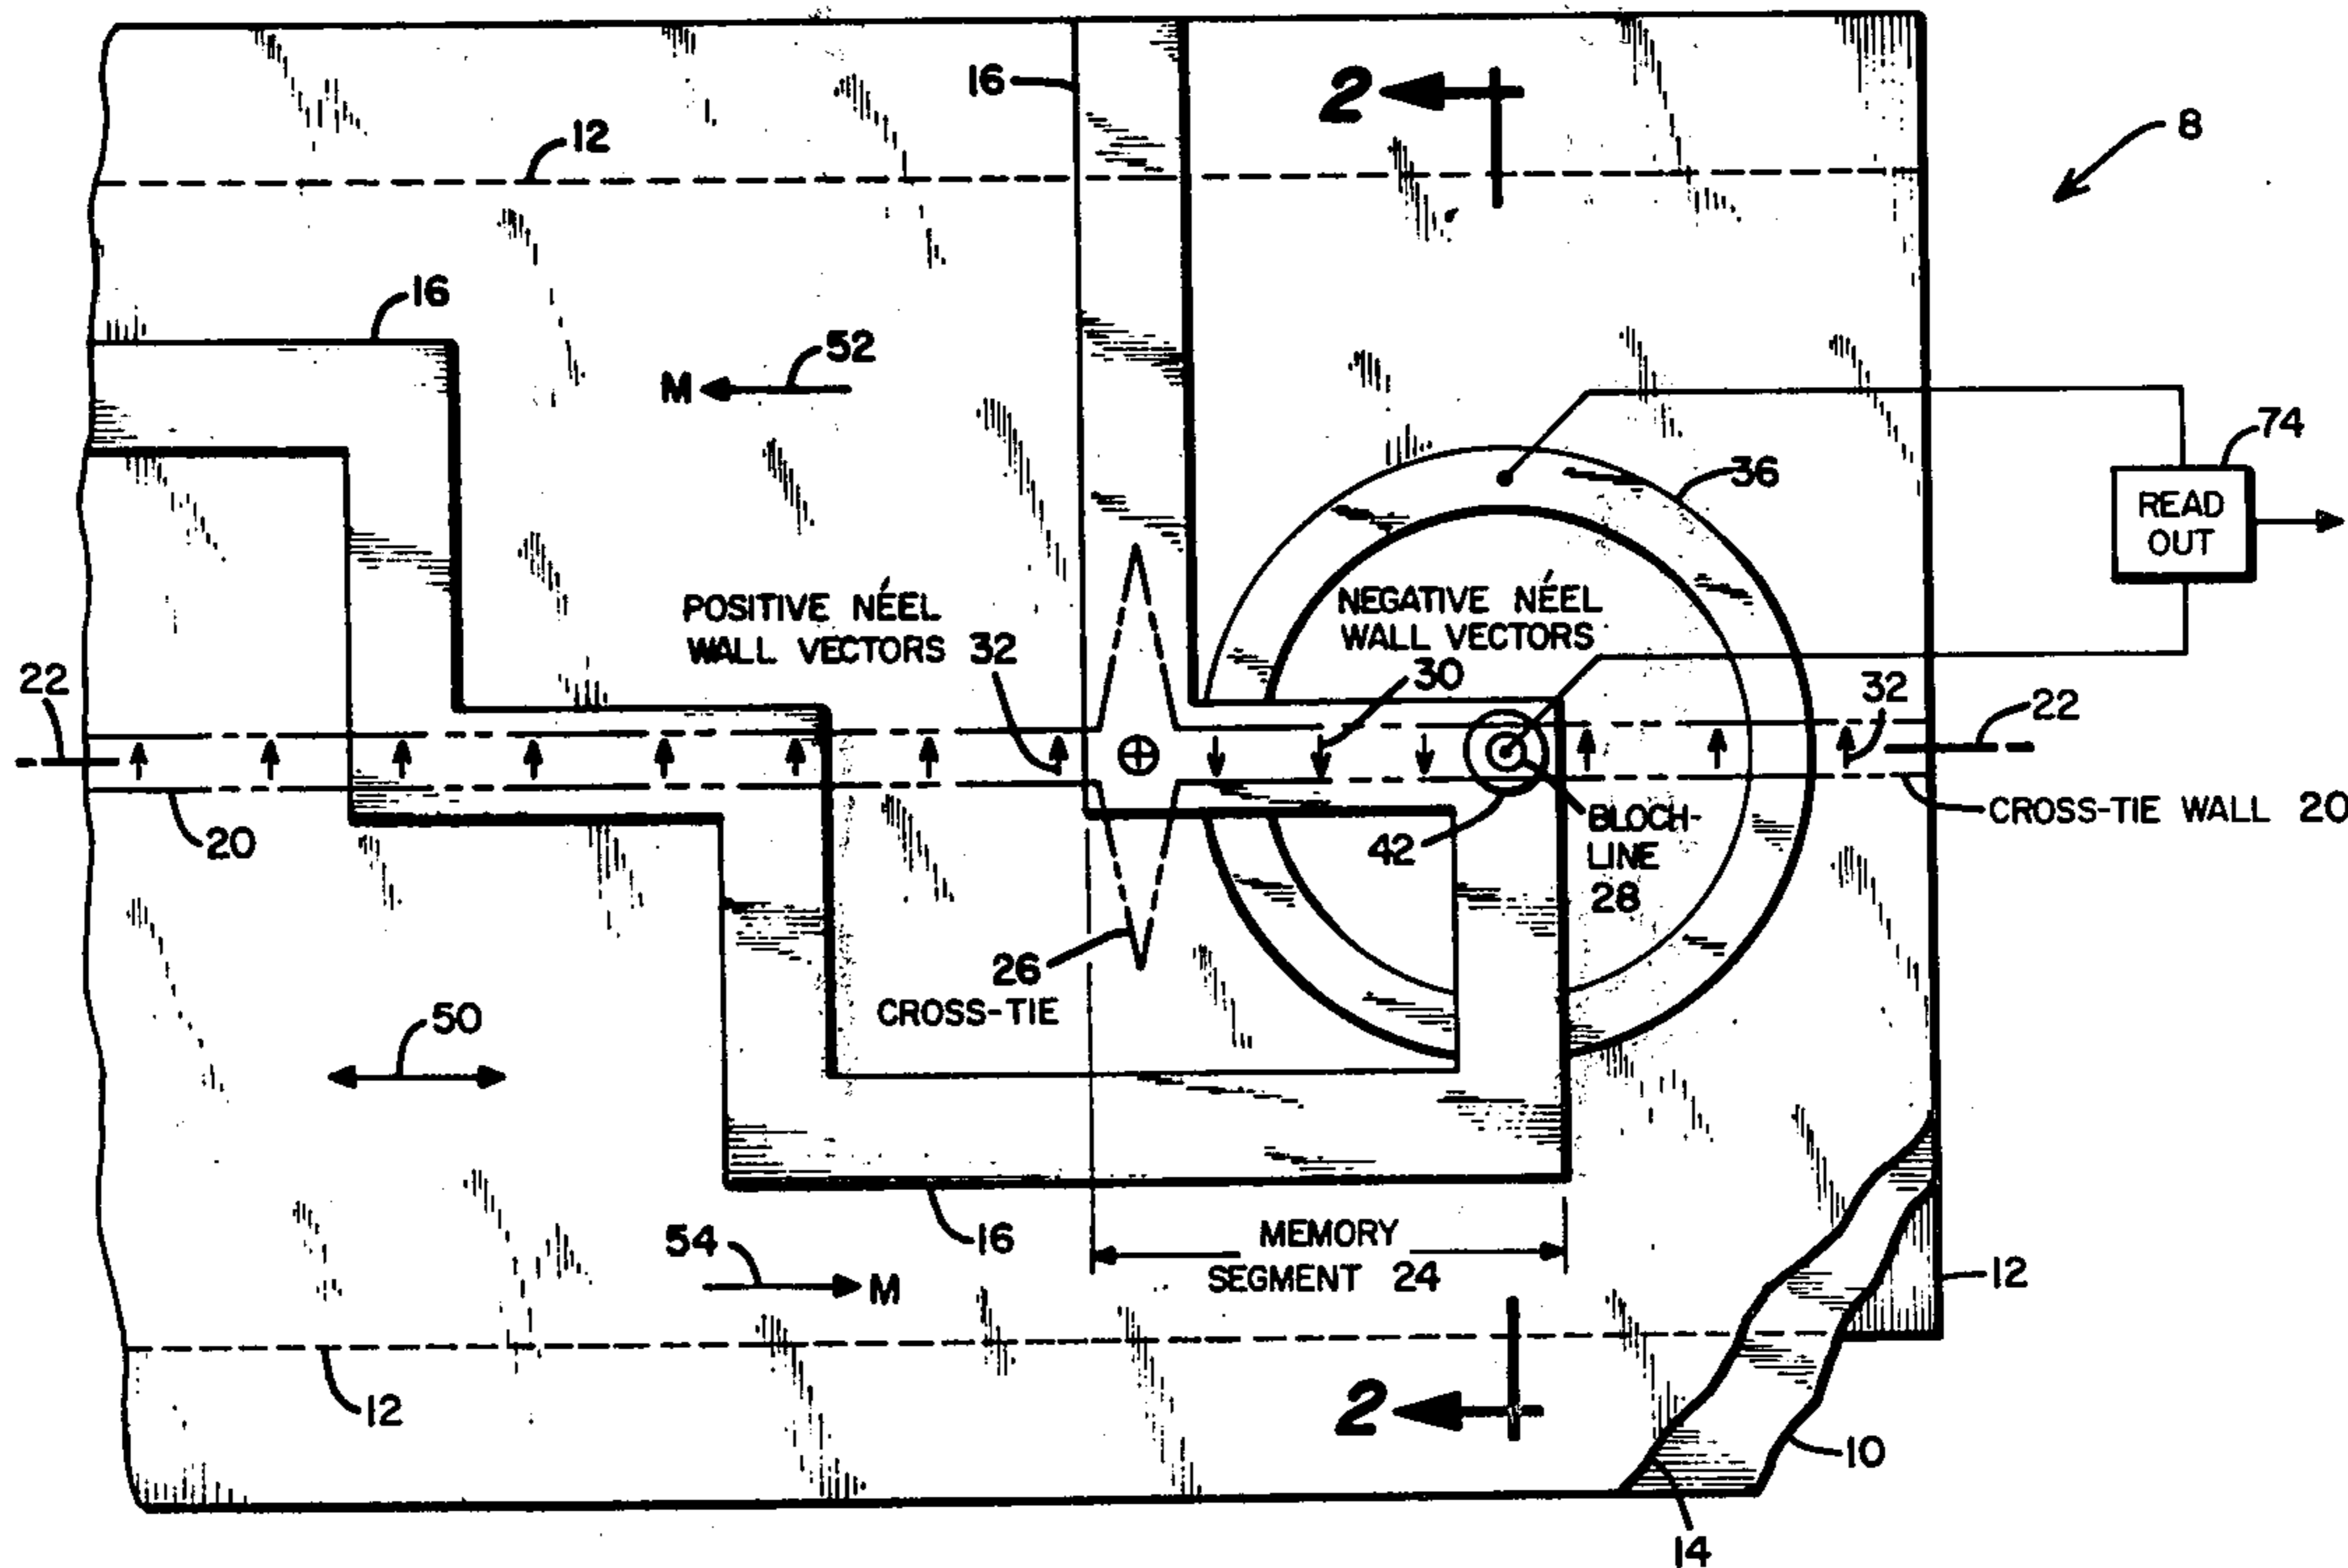 16
2
8
12
16
52
M
74
36
READ
OUT
POSITIVE NÉEL
WALL VECTORS 32
NEGATIVE NÉEL
WALL VECTORS
30
32
22
22
20
CROSS-TIE WALL 20
42
BLOCH-
LINE
28
26
CROSS-TIE
50
16
54
M
MEMORY
SEGMENT 24
12
12
2
10
14